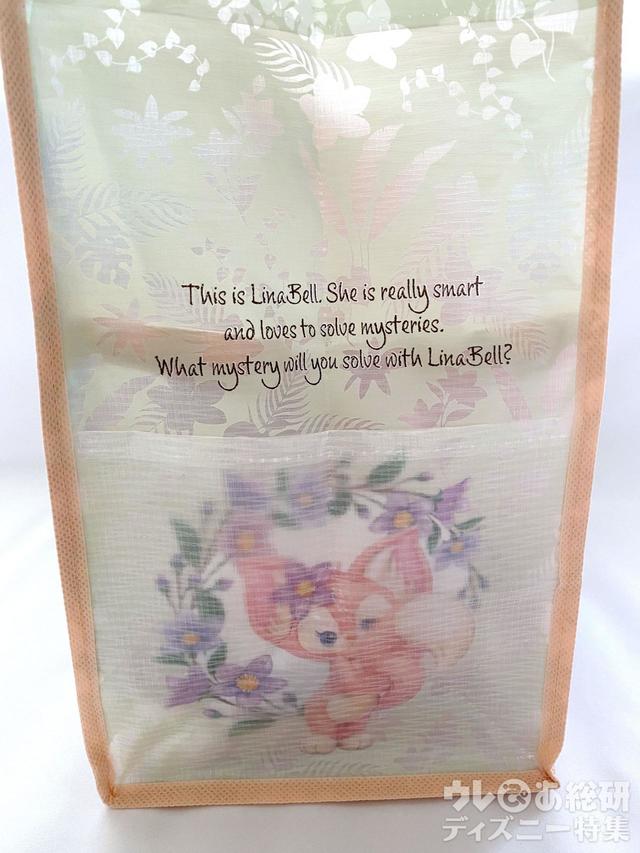 This is LinaBell. She is really smart
and loves to solve mysteries.
What mystery will you solve with LinaBell?
ウレぴあ総研
ディズニー特集